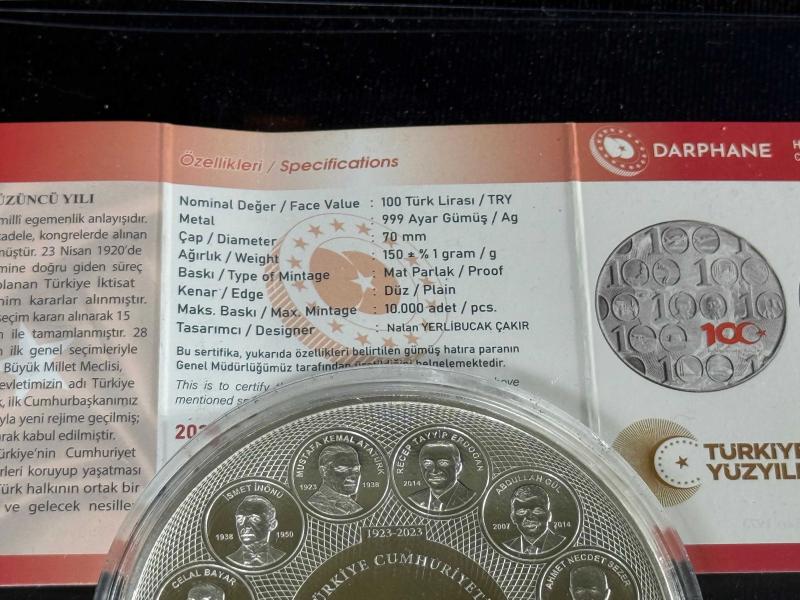 ÜZÜNCÜ YILI
millî egemenlik anlayışıdır.
cadele, kongrelerde alınan
müştür. 23 Nisan 1920'de
mine doğru giden süreç
planan Türkiye İktisat
nim kararlar alınmıştır.
seçim kararı alınarak 15
n ile tamamlanmıştır. 28
n ilk genel seçimleriyle
Büyük Millet Meclisi,
evletimizin adı Türkiye
, ilk Cumhurbaşkanımız
yla yeni rejime geçilmiş;
arak kabul edilmiştir.
ürkiye'nin Cumhuriyet
rleri koruyup yaşatması
ürk halkının ortak bir
ve gelecek nesiller
Özellikleri / Specifications
Nominal Değer / Face Value : 100 Türk Lirası / TRY
Metal : 999 Ayar Gümüş / Ag
Çap / Diameter : 70 mm
Ağırlık / Weight : 150 ± % 1 gram / g
Baskı / Type of Mintage : Mat Parlak / Proof
Kenar / Edge : Düz / Plain
Maks. Baskı / Max. Mintage : 10.000 adet / pcs.
Tasarımcı / Designer : Nalan YERLİBUCAK ÇAKIR
Bu sertifika, yukarıda özellikleri belirtilen gümüş hatıra paranın
Genel Müdürlüğümüz tarafından üretildiğini belgelemektedir.
This is to certify
mentioned
DARPHANE
100
TÜRKİYE
YÜZYILI
CELAL BAYAR
İSMET İNÖNÜ
1938 1950
MUSTAFA KEMAL ATATÜRK
1923 1938
RECEP TAYYİP ERDOĞAN
2014
ABDULLAH GÜL
2007 2014
AHMET NECDET SEZER
1923-2023
TÜRKİYE CUMHURİYETİ